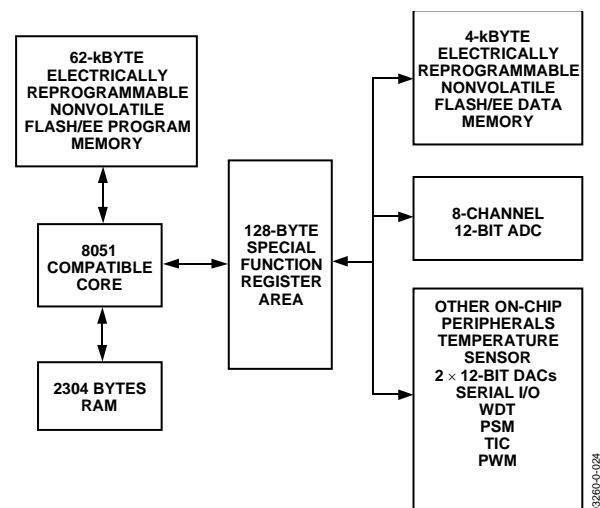 62-kBYTE
ELECTRICALLY
REPROGRAMMABLE
NONVOLATILE
FLASH/EE PROGRAM
MEMORY
8051
COMPATIBLE
CORE
2304 BYTES
RAM
128-BYTE
SPECIAL
FUNCTION
REGISTER
AREA
4-kBYTE
ELECTRICALLY
REPROGRAMMABLE
NONVOLATILE
FLASH/EE DATA
MEMORY
8-CHANNEL
12-BIT ADC
OTHER ON-CHIP
PERIPHERALS
TEMPERATURE
SENSOR
2 × 12-BIT DACs
SERIAL I/O
WDT
PSM
TIC
PWM
03260-0-024